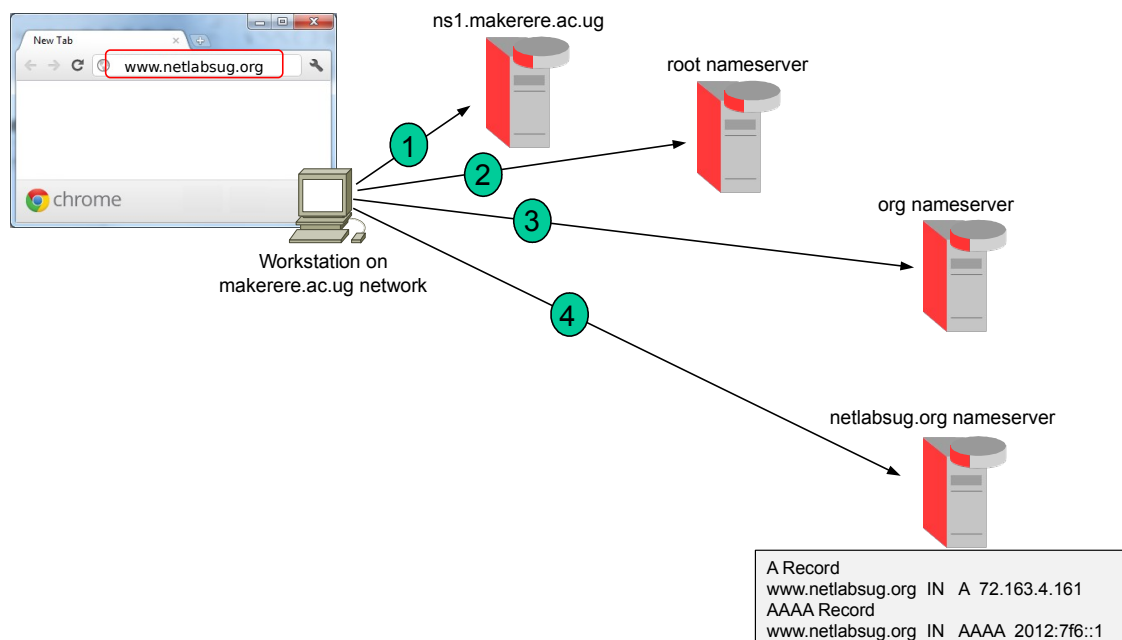 ns1.makerere.ac.ug
New Tab
www.netlabsug.org
root nameserver
1
2
chrome
org nameserver
3
Workstation on
makerere.ac.ug network
4
netlabsug.org nameserver
A Record
www.netlabsug.org IN A 72.163.4.161
AAAA Record
www.netlabsug.org IN AAAA 2012:7f6::1